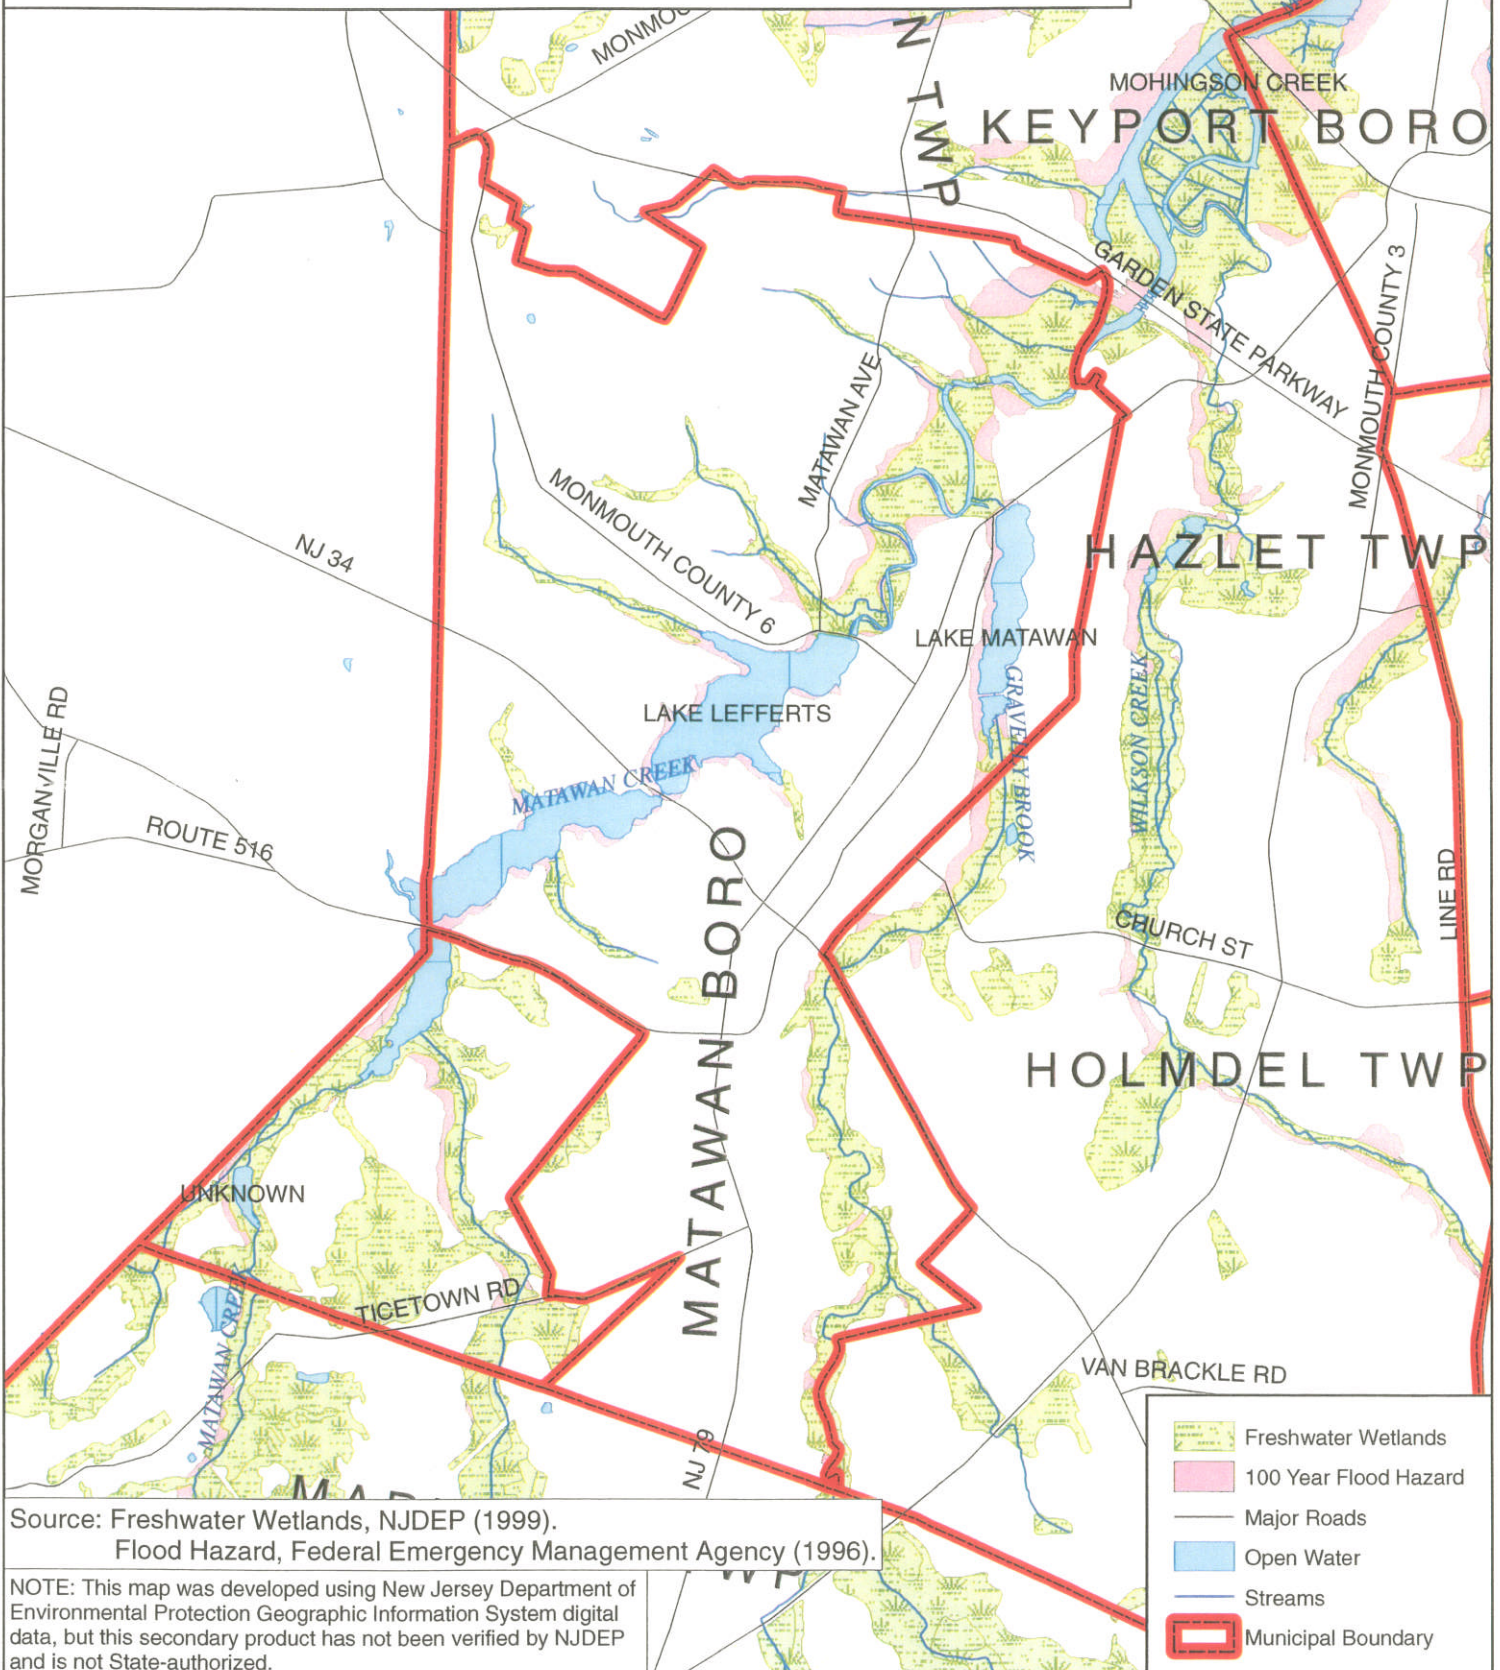 MONMOU
N TWP
MOHINGSON CREEK
KEYPORT BORO
GARDEN STATE PARKWAY
MONMOUTH COUNTY 3
MATAWAN AVE
MONMOUTH COUNTY 6
NJ 34
HAZLET TWP
LAKE MATAWAN
GRAVELLY BROOK
WILKSON CREEK
LAKE LEFFERTS
MATAWAN CREEK
MORGANVILLE RD
ROUTE 516
MATAWAN BORO
CHURCH ST
LINE RD
HOLMDEL TWP
UNKNOWN
TICETOWN RD
MATAWAN CREEK
VAN BRACKLE RD
NJ 79
TWP
Freshwater Wetlands
100 Year Flood Hazard
Major Roads
Open Water
Streams
Municipal Boundary
Source: Freshwater Wetlands, NJDEP (1999).
Flood Hazard, Federal Emergency Management Agency (1996).
NOTE: This map was developed using New Jersey Department of
Environmental Protection Geographic Information System digital
data, but this secondary product has not been verified by NJDEP
and is not State-authorized.